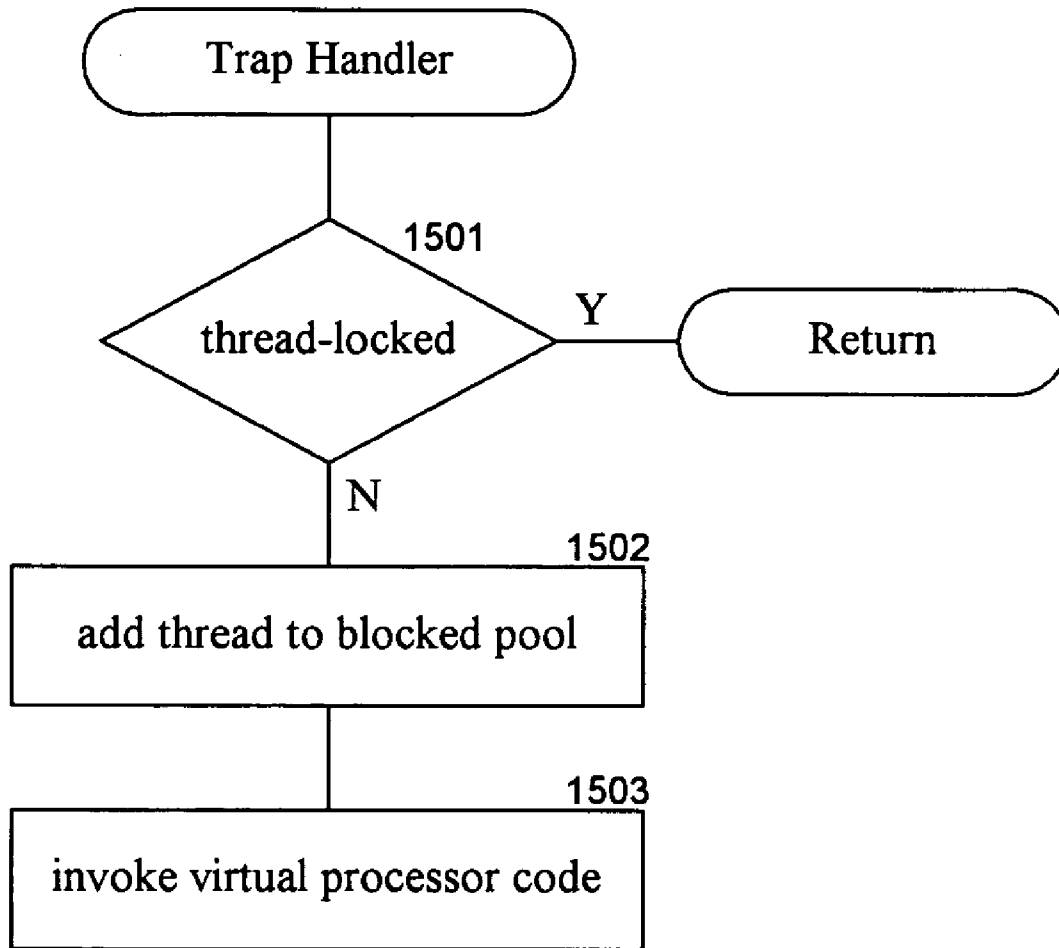 Trap Handler
1501
thread-locked
Y
Return
N
1502
add thread to blocked pool
1503
invoke virtual processor code